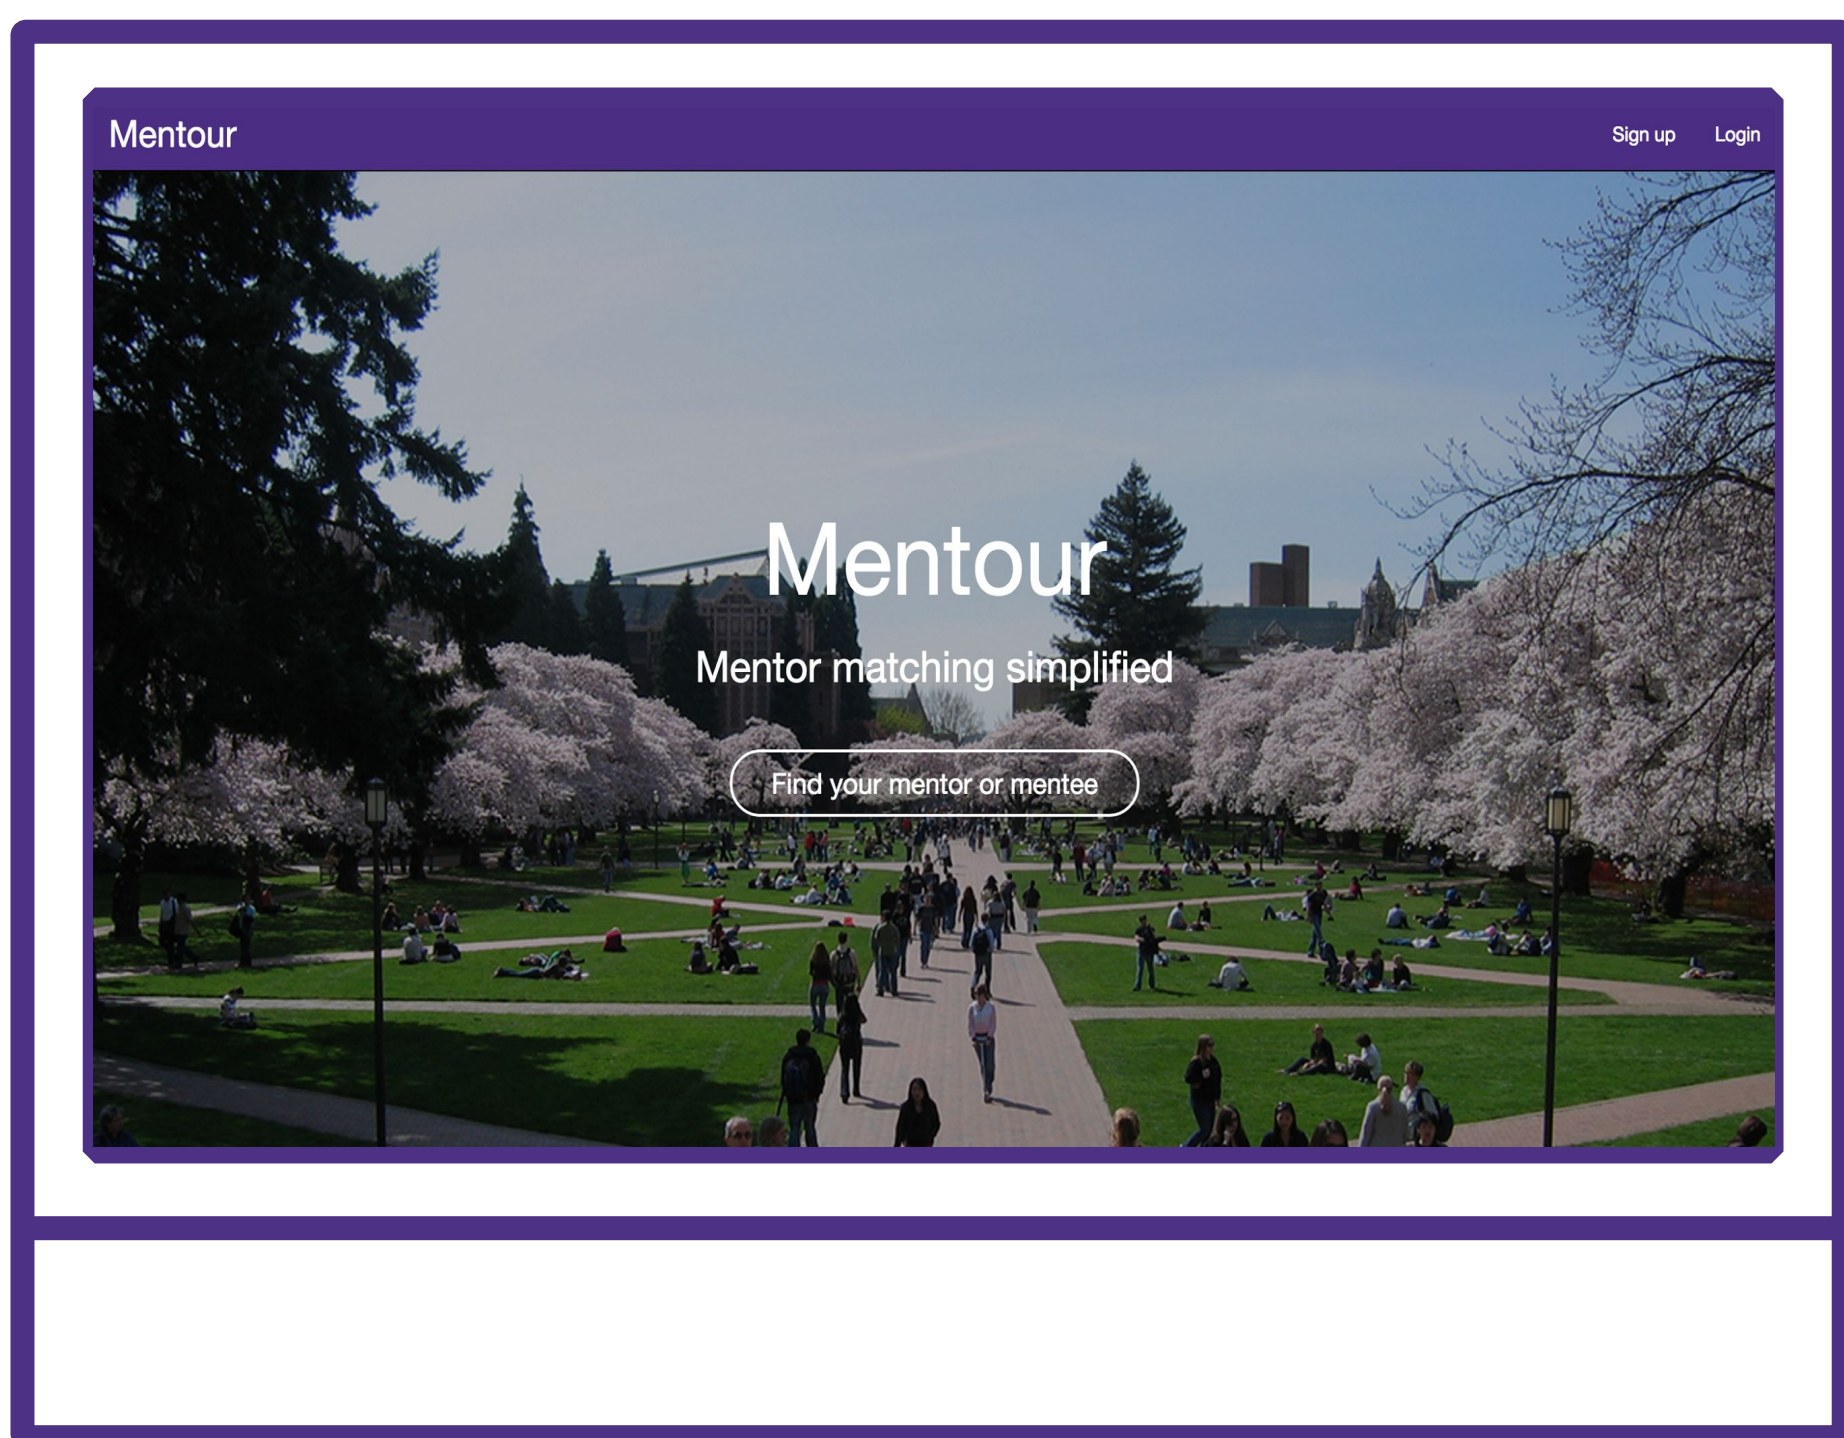 Mentour
Sign up
Login
Mentour
Mentor matching simplified
Find your mentor or mentee